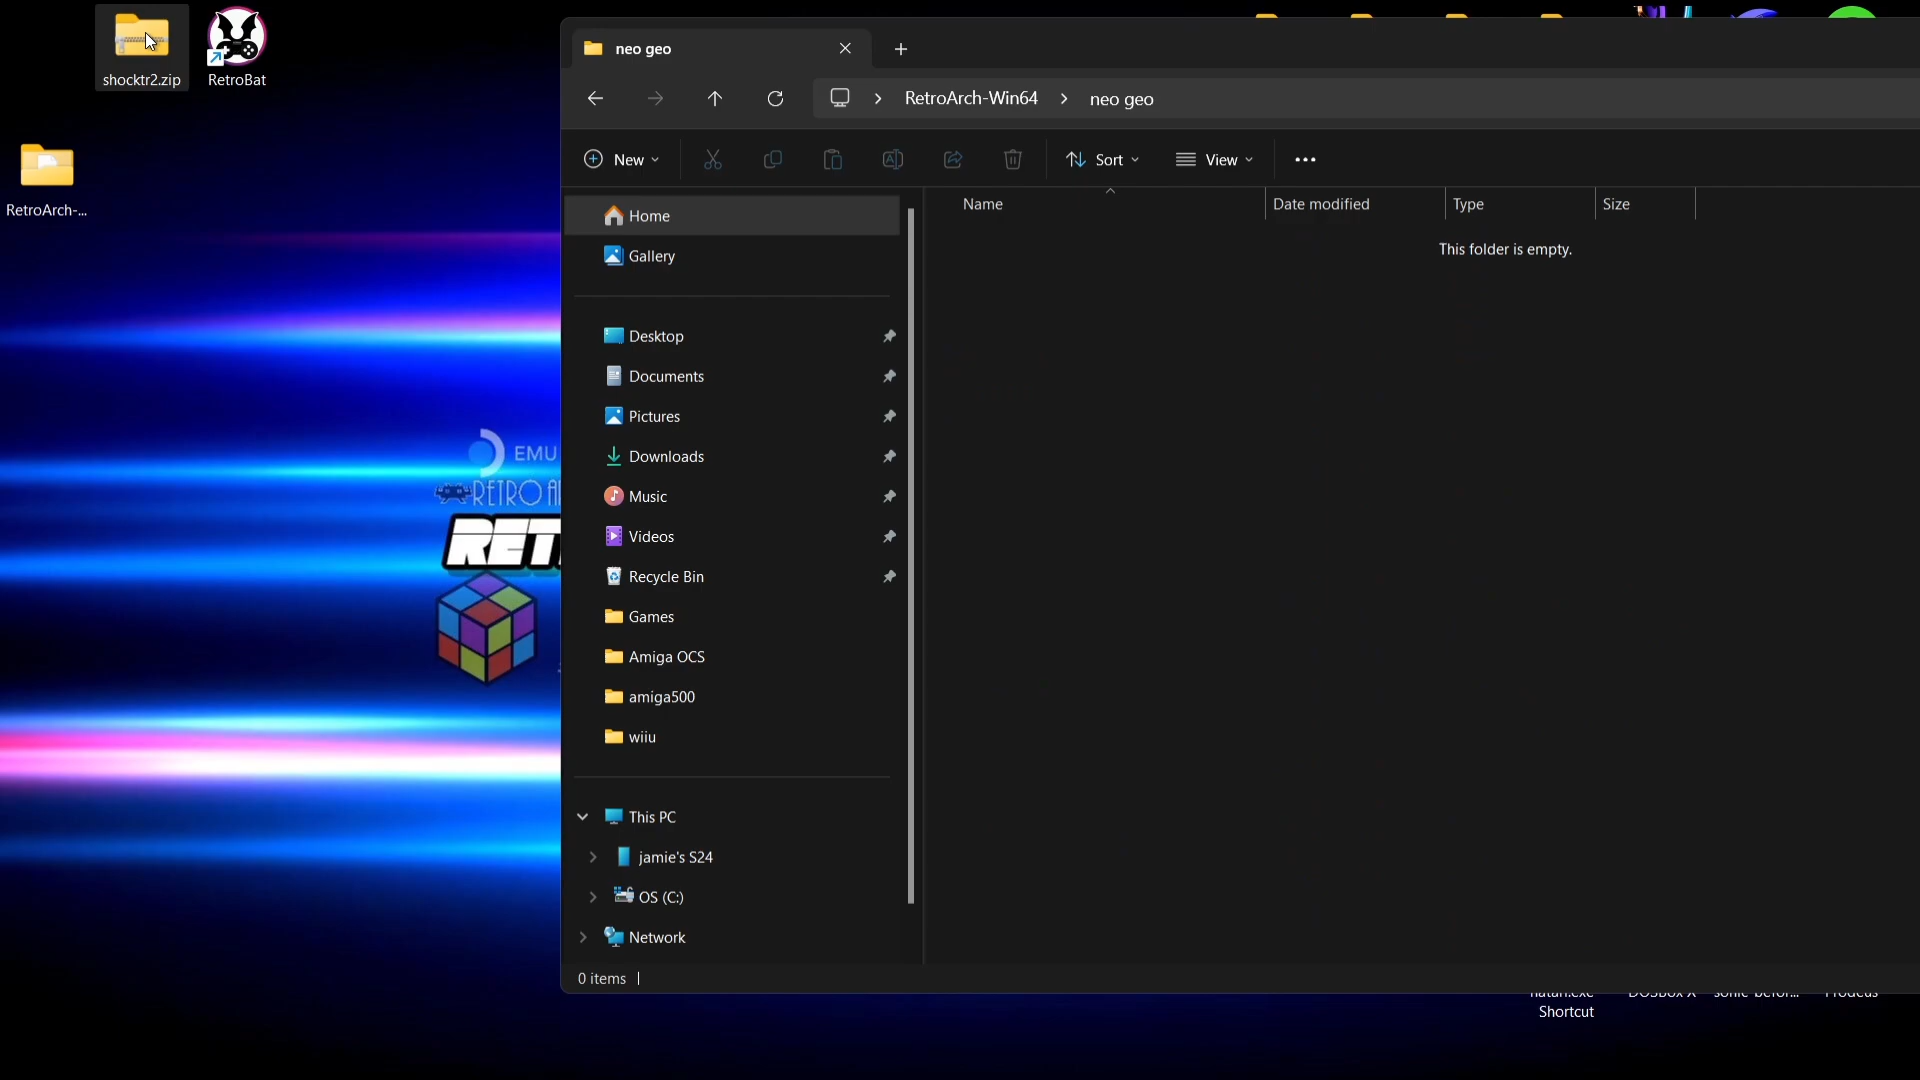 shocktr2.zip
RetroBat
RetroArch-...
EMU
RETRO
RET
neo geo
RetroArch-Win64
neo geo
New
Sort
View
Name
Date modified
Type
Size
This folder is empty.
Home
Gallery
Desktop
Documents
Pictures
Downloads
Music
Videos
Recycle Bin
Games
Amiga OCS
amiga500
wiiu
This PC
jamie's S24
OS (C:)
Network
0 items
Shortcut